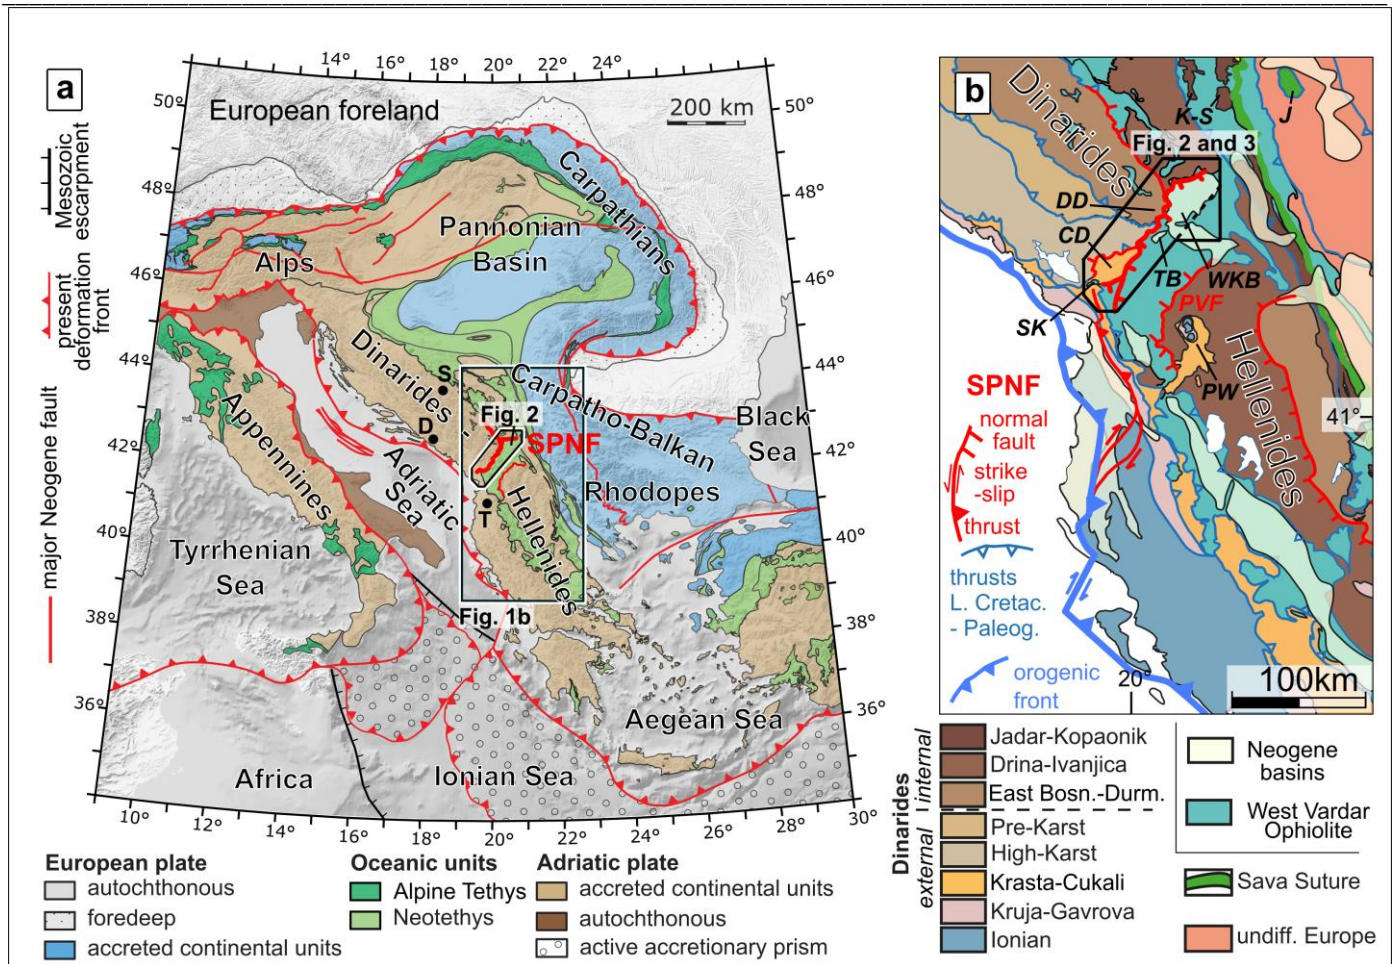 a
14° 16° 18° 20° 22° 24°
50°
European foreland
200 km
50°
Mesozoic
escarpment
present
deformation
front
major Neogene fault
48°
48°
Carpathians
Pannonian
Basin
46°
Alps
46°
44°
44°
Dinarides
S
D
Carpatho-Balkan
Black
Sea
Fig. 2
SPNF
Appennines
42°
42°
Adriatic
Sea
Rhodopes
T
Hellenides
40°
Tyrrhenian
Sea
40°
38°
Fig. 1b
38°
36°
36°
Aegean Sea
Africa
Ionian Sea
10° 12° 14° 16° 18° 20° 22° 24° 26° 28° 30°
European plate
autochthonous
foredeep
accreted continental units
Oceanic units
Alpine Tethys
Neotethys
Adriatic plate
accreted continental units
autochthonous
active accretionary prism
b
Dinarides
K-S
J
Fig. 2 and 3
DD
CD
TB
WKB
SK
PVF
PW
Hellenides
41°
SPNF
normal
fault
strike
-slip
thrust
thrusts
L. Cretac.
- Paleog.
orogenic
front
20°
100km
Dinarides
internal
external
Jadar-Kopaonik
Drina-Ivanjica
East Bosn.-Durm.
Pre-Karst
High-Karst
Krasta-Cukali
Kruja-Gavrova
Ionian
Neogene
basins
West Vardar
Ophiolite
Sava Suture
undiff. Europe